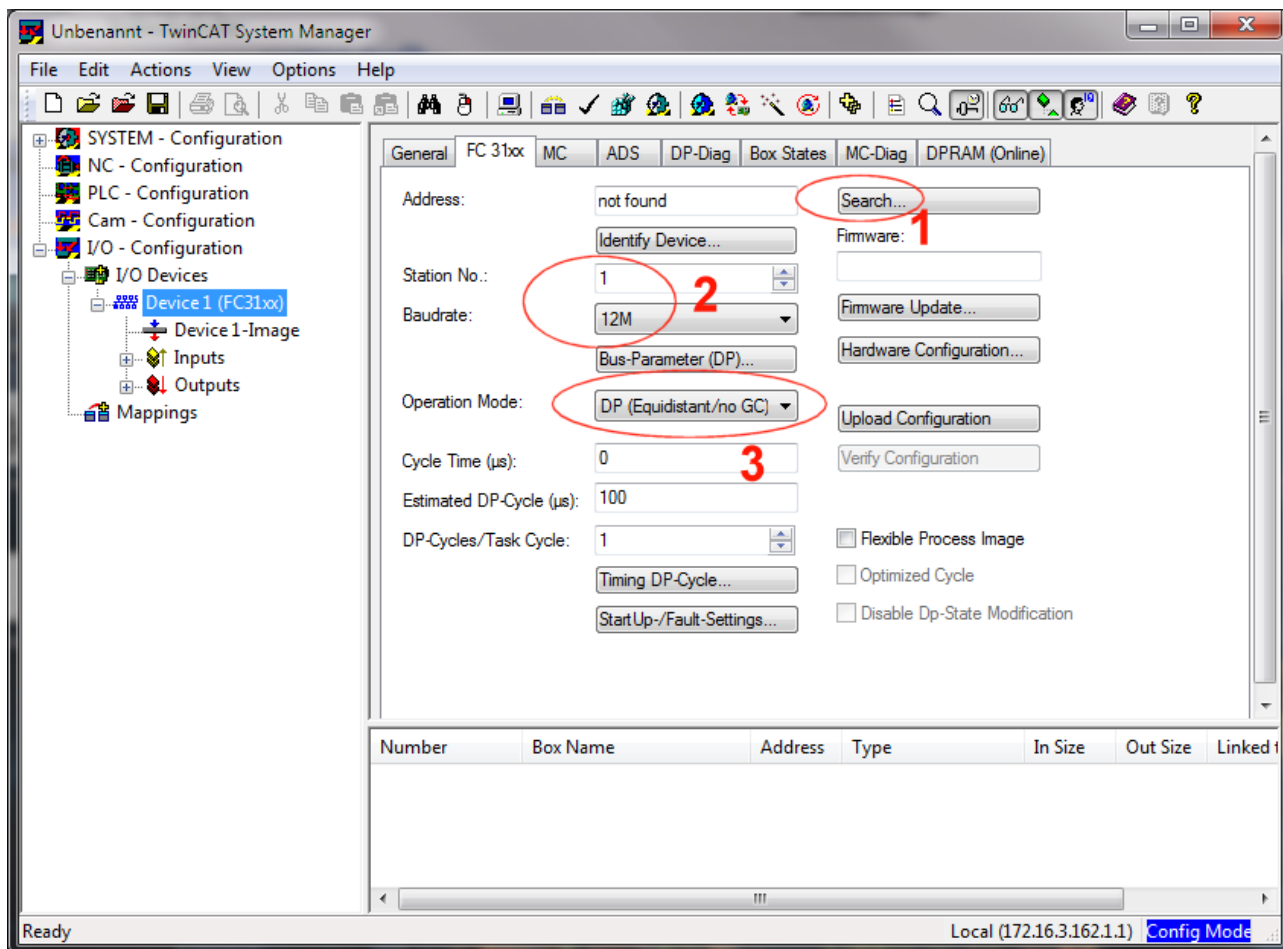 Unbenannt - TwinCAT System Manager
File Edit Actions View Options Help
SYSTEM - Configuration
NC - Configuration
PLC - Configuration
Cam - Configuration
I/O - Configuration
I/O Devices
Device 1 (FC31xx)
Device 1-Image
Inputs
Outputs
Mappings
General FC 31xx MC ADS DP-Diag Box States MC-Diag DPRAM (Online)
Address: not found Search...
1
Identify Device... Firmware:
Station No.: 1
2
Baudrate: 12M Firmware Update...
Bus-Parameter (DP)... Hardware Configuration...
Operation Mode: DP (Equidistant/no GC) Upload Configuration
3
Cycle Time (µs): 0 Verify Configuration
Estimated DP-Cycle (µs): 100
DP-Cycles/Task Cycle: 1 Flexible Process Image
Timing DP-Cycle... Optimized Cycle
StartUp-/Fault-Settings... Disable Dp-State Modification
Number Box Name Address Type In Size Out Size Linked t
Ready Local (172.16.3.162.1.1) Config Mode